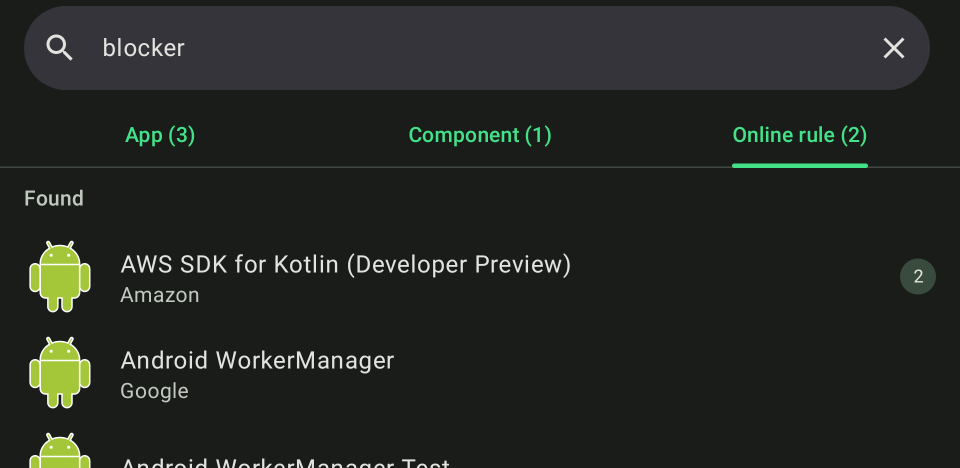 blocker
App (3)
Component (1)
Online rule (2)
Found
AWS SDK for Kotlin (Developer Preview)
Amazon
2
Android WorkerManager
Google
Android WorkerManager Test